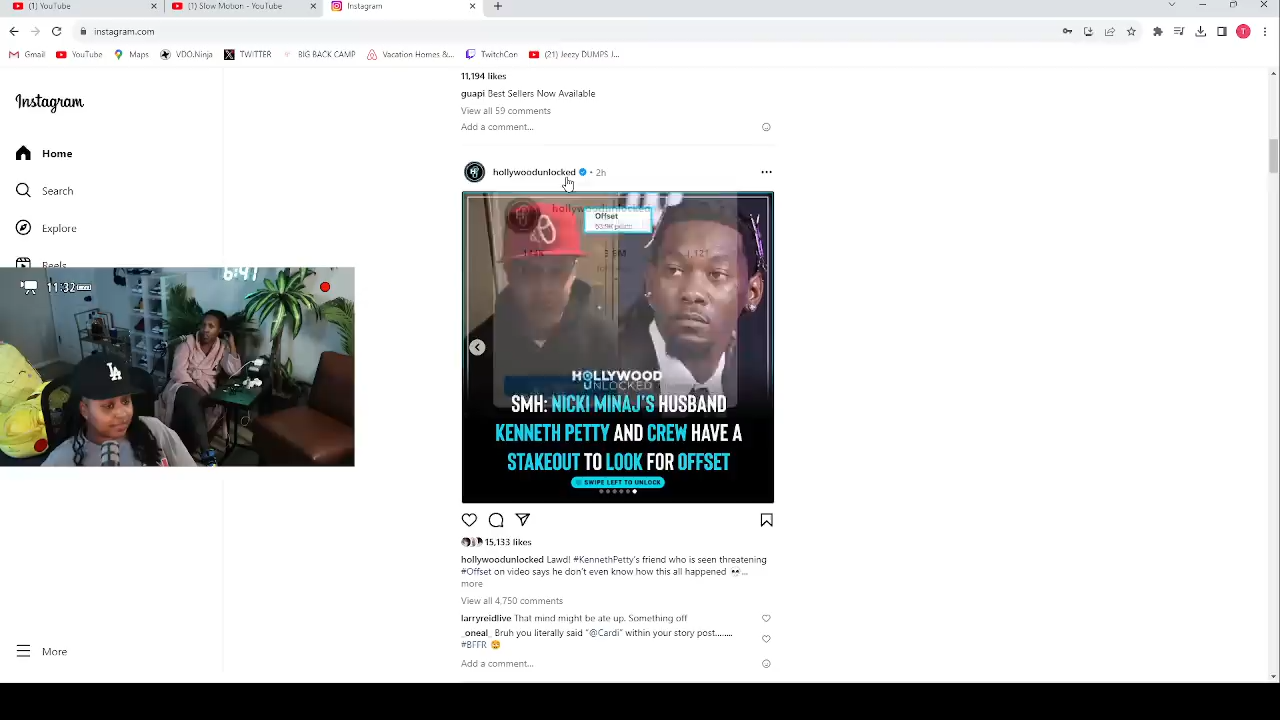 (1) YouTube
(1) Slow Motion - YouTube
Instagram
instagram.com
T
Gmail
YouTube
Maps
VDO.Ninja
TWITTER
BIG BACK CAMP
Vacation Homes &...
TwitchCon
(21) Jeezy DUMPS J...
Instagram
Home
Search
Explore
Reels
More
11,194 likes
guapi Best Sellers Now Available
View all 59 comments
Add a comment...
hollywoodunlocked • 2h
hollywoodunlocked
Offset
HOLLYWOOD
UNLOCKED
SMH: NICKI MINAJ'S HUSBAND
KENNETH PETTY AND CREW HAVE A
STAKEOUT TO LOOK FOR OFFSET
SWIPE LEFT TO UNLOCK
15,133 likes
hollywoodunlocked Lawd! #KennethPetty's friend who is seen threatening
#Offset on video says he don't even know how this all happened 👀...
more
View all 4,750 comments
larryreidlive That mind might be ate up. Something off
_oneal_ Bruh you literally said "@Cardi" within your story post.......
#BFFR
Add a comment...
6:47
11:32
LA